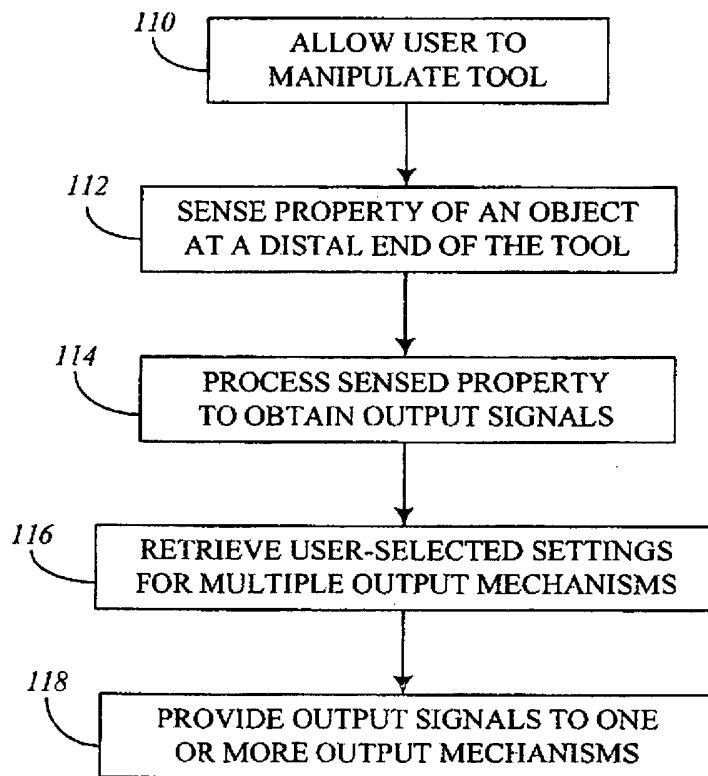 110
ALLOW USER TO
MANIPULATE TOOL
112
SENSE PROPERTY OF AN OBJECT
AT A DISTAL END OF THE TOOL
114
PROCESS SENSED PROPERTY
TO OBTAIN OUTPUT SIGNALS
116
RETRIEVE USER-SELECTED SETTINGS
FOR MULTIPLE OUTPUT MECHANISMS
118
PROVIDE OUTPUT SIGNALS TO ONE
OR MORE OUTPUT MECHANISMS